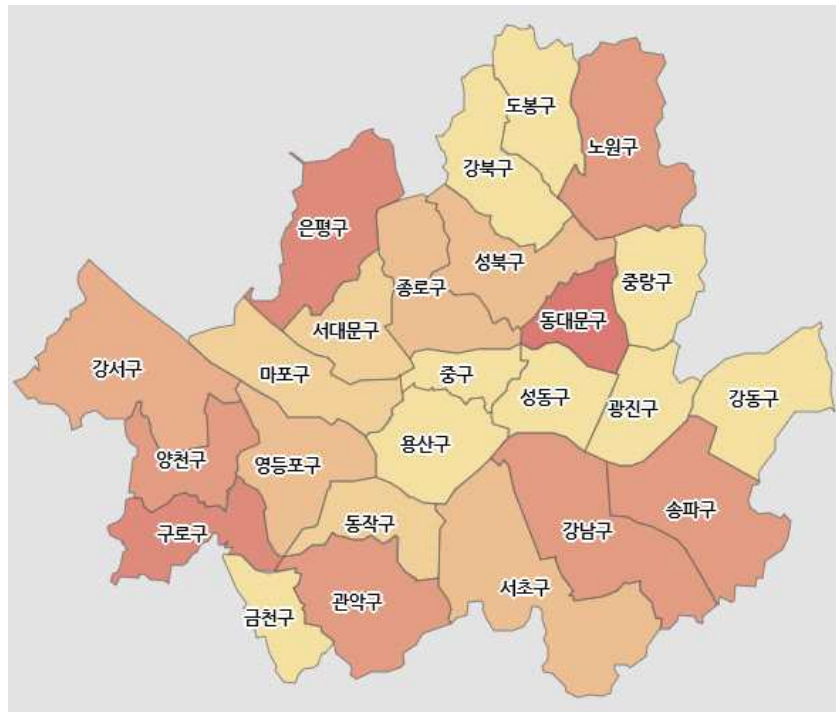 도봉구
노원구
강북구
은평구
성북구
중랑구
종로구
동대문구
서대문구
강서구
마포구
중구
성동구
광진구
강동구
용산구
양천구
영등포구
송파구
동작구
구로구
강남구
서초구
관악구
금천구